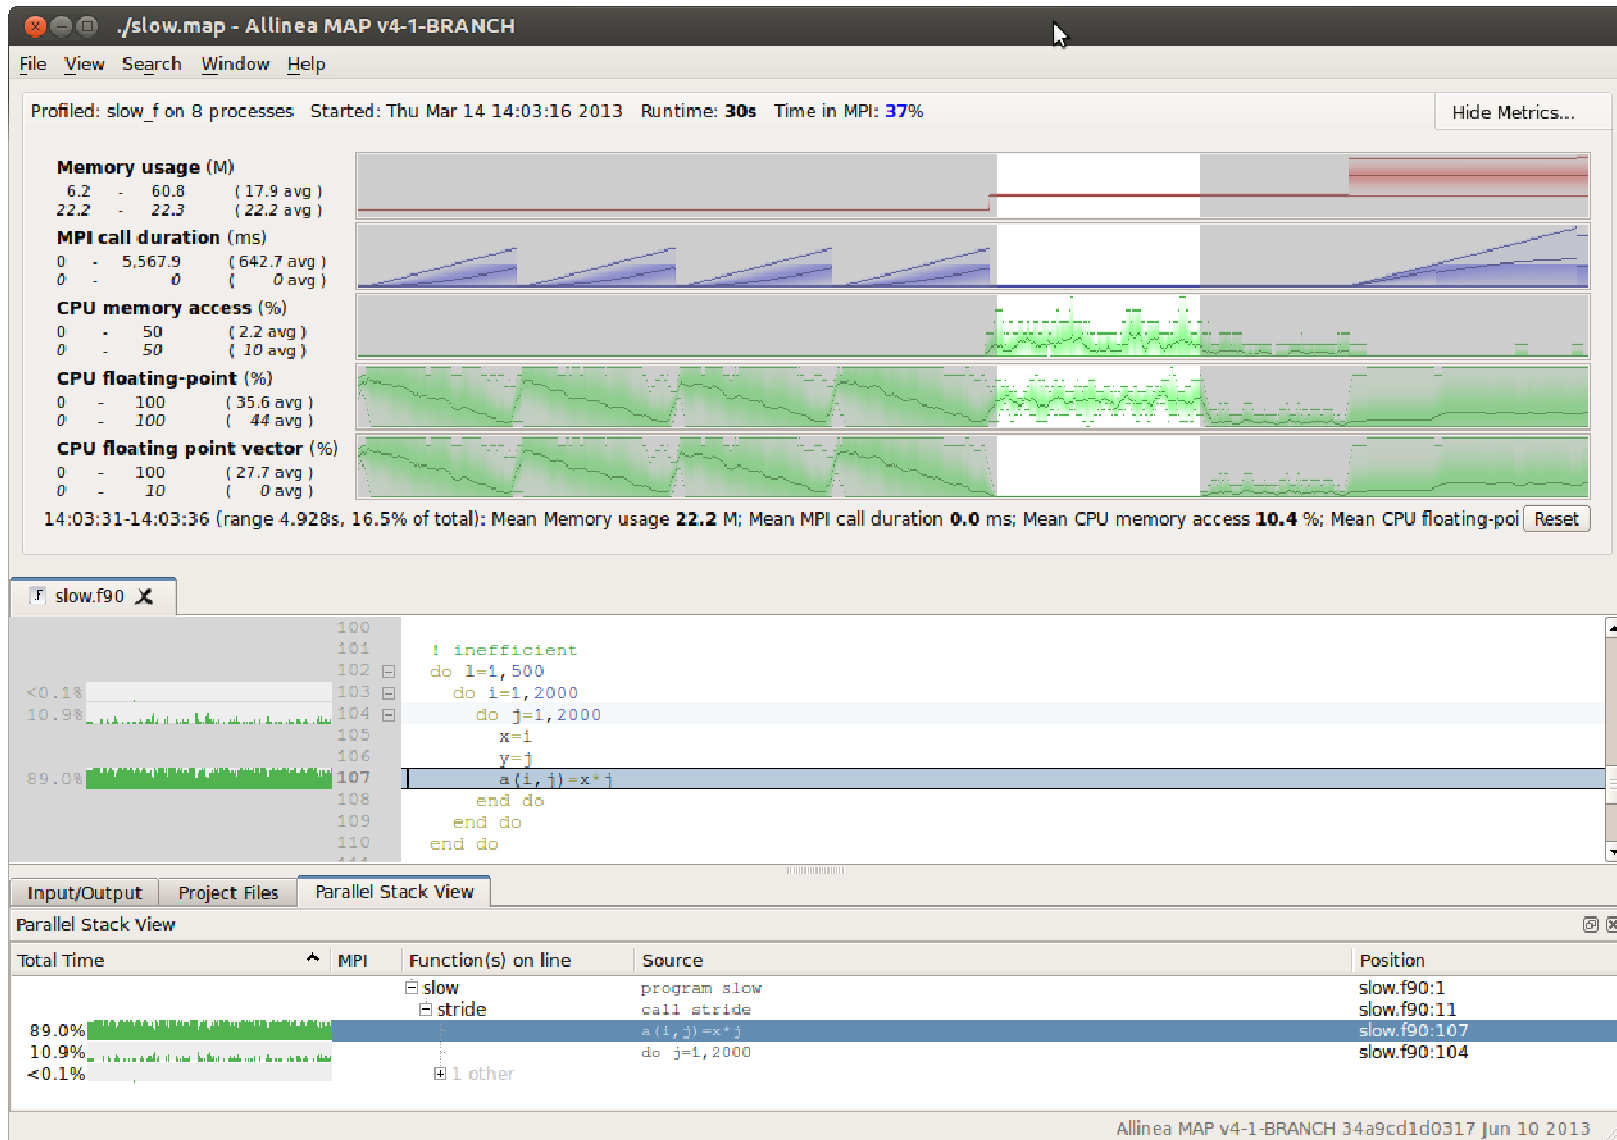 ./slow.map - Allinea MAP v4-1-BRANCH
File View Search Window Help
Profiled: slow_f on 8 processes Started: Thu Mar 14 14:03:16 2013 Runtime: 30s Time in MPI: 37% Hide Metrics...
Memory usage (M)
6.2 - 60.8 ( 17.9 avg )
22.2 - 22.3 ( 22.2 avg )
MPI call duration (ms)
0 - 5,567.9 ( 642.7 avg )
0 - 0 ( 0 avg )
CPU memory access (%)
0 - 50 ( 2.2 avg )
0 - 50 ( 10 avg )
CPU floating-point (%)
0 - 100 ( 35.6 avg )
0 - 100 ( 44 avg )
CPU floating point vector (%)
0 - 100 ( 27.7 avg )
0 - 10 ( 0 avg )
14:03:31-14:03:36 (range 4.928s, 16.5% of total): Mean Memory usage 22.2 M; Mean MPI call duration 0.0 ms; Mean CPU memory access 10.4 %; Mean CPU floating-poi Reset
F slow.f90
100
101 ! inefficient
102 do l=1,500
<0.1% 103 do i=1,2000
10.9% 104 do j=1,2000
105 x=i
106 y=j
89.0% 107 a(i,j)=x*j
108 end do
109 end do
110 end do
Input/Output Project Files Parallel Stack View
Parallel Stack View
Total Time MPI Function(s) on line Source Position
slow program slow slow.f90:1
stride call stride slow.f90:11
89.0% a(i,j)=x*j slow.f90:107
10.9% do j=1,2000 slow.f90:104
<0.1% 1 other
Allinea MAP v4-1-BRANCH 34a9cd1d0317 Jun 10 2013